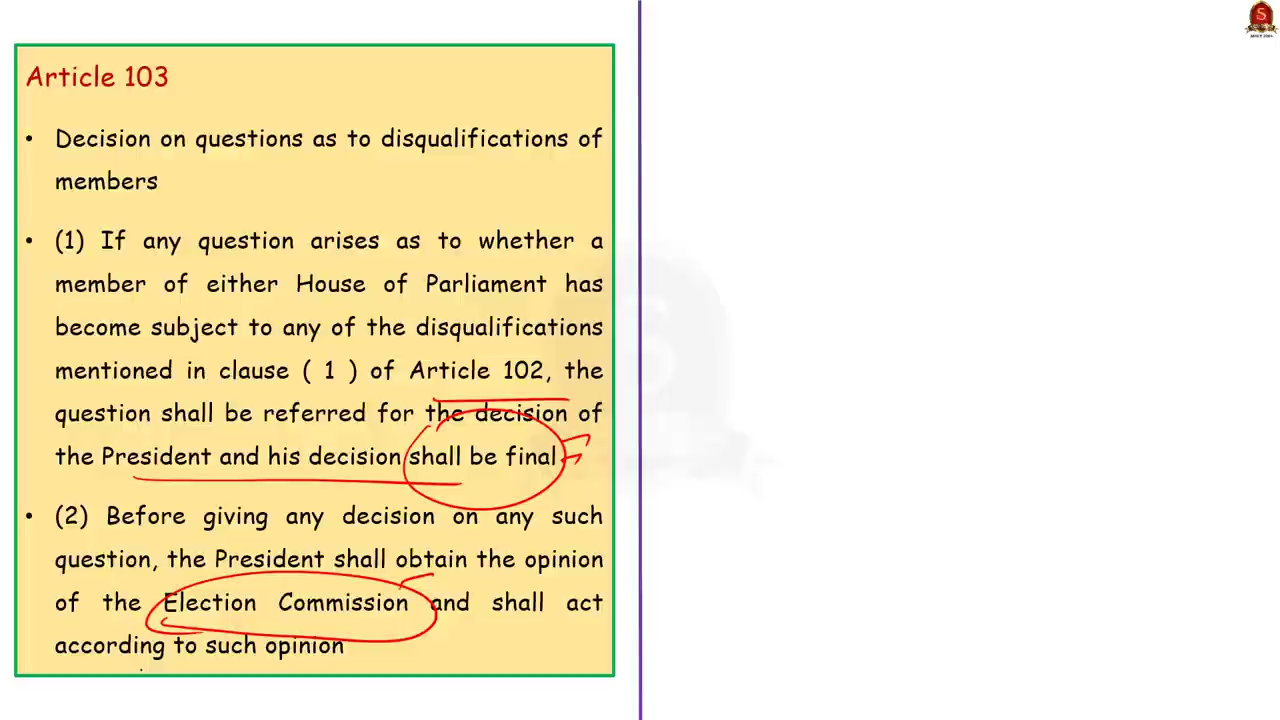 Article 103
• Decision on questions as to disqualifications of
members
• (1) If any question arises as to whether a
member of either House of Parliament has
become subject to any of the disqualifications
mentioned in clause ( 1 ) of Article 102, the
question shall be referred for the decision of
the President and his decision shall be final
• (2) Before giving any decision on any such
question, the President shall obtain the opinion
of the Election Commission and shall act
according to such opinion
S